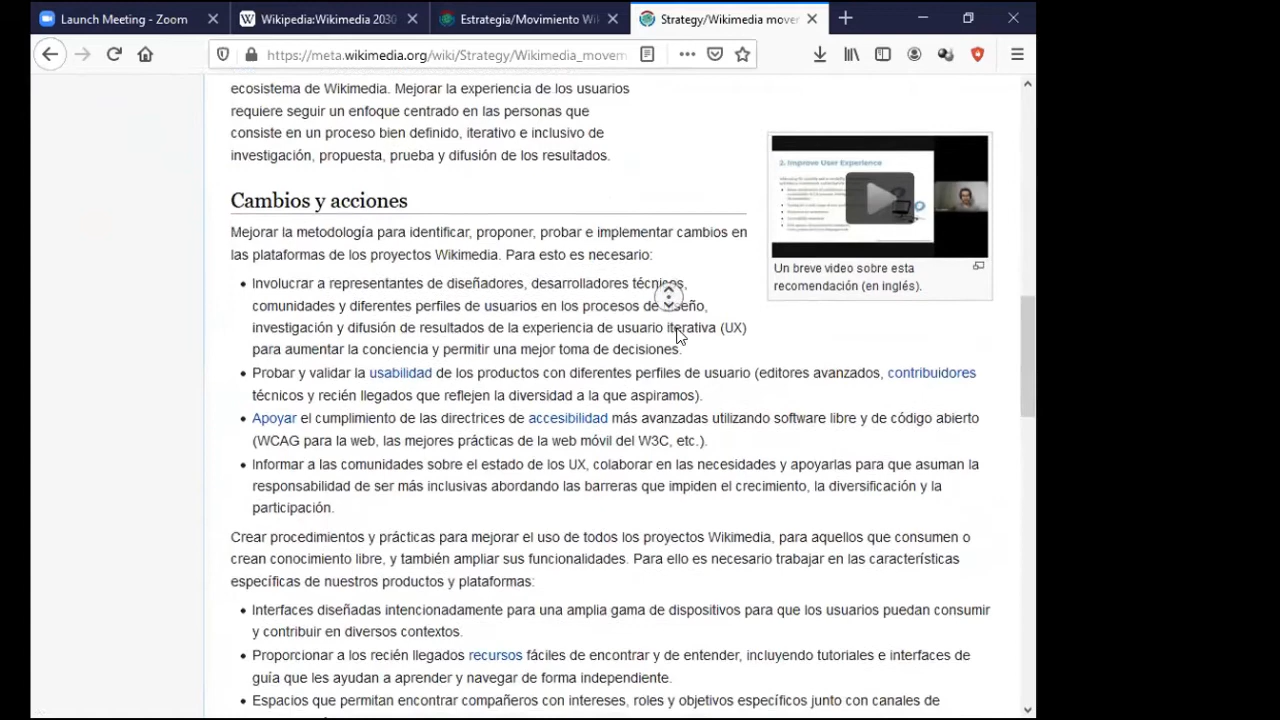 Launch Meeting - Zoom
Wikipedia:Wikimedia 2030
Estrategia/Movimiento Wi
Strategy/Wikimedia mover
https://meta.wikimedia.org/wiki/Strategy/Wikimedia_movem
ecosistema de Wikimedia. Mejorar la experiencia de los usuarios
requiere seguir un enfoque centrado en las personas que
consiste en un proceso bien definido, iterativo e inclusivo de
investigación, propuesta, prueba y difusión de los resultados.
2. Improve User Experience
Un breve video sobre esta
recomendación (en inglés).
Cambios y acciones
Mejorar la metodología para identificar, proponer, probar e implementar cambios en
las plataformas de los proyectos Wikimedia. Para esto es necesario:
Involucrar a representantes de diseñadores, desarrolladores técnicos,
comunidades y diferentes perfiles de usuarios en los procesos de diseño,
investigación y difusión de resultados de la experiencia de usuario iterativa (UX)
para aumentar la conciencia y permitir una mejor toma de decisiones.
Probar y validar la usabilidad de los productos con diferentes perfiles de usuario (editores avanzados, contribuidores
técnicos y recién llegados que reflejen la diversidad a la que aspiramos).
Apoyar el cumplimiento de las directrices de accesibilidad más avanzadas utilizando software libre y de código abierto
(WCAG para la web, las mejores prácticas de la web móvil del W3C, etc.).
Informar a las comunidades sobre el estado de los UX, colaborar en las necesidades y apoyarlas para que asuman la
responsabilidad de ser más inclusivas abordando las barreras que impiden el crecimiento, la diversificación y la
participación.
Crear procedimientos y prácticas para mejorar el uso de todos los proyectos Wikimedia, para aquellos que consumen o
crean conocimiento libre, y también ampliar sus funcionalidades. Para ello es necesario trabajar en las características
específicas de nuestros productos y plataformas:
Interfaces diseñadas intencionadamente para una amplia gama de dispositivos para que los usuarios puedan consumir
y contribuir en diversos contextos.
Proporcionar a los recién llegados recursos fáciles de encontrar y de entender, incluyendo tutoriales e interfaces de
guía que les ayudan a aprender y navegar de forma independiente.
Espacios que permitan encontrar compañeros con intereses, roles y objetivos específicos junto con canales de